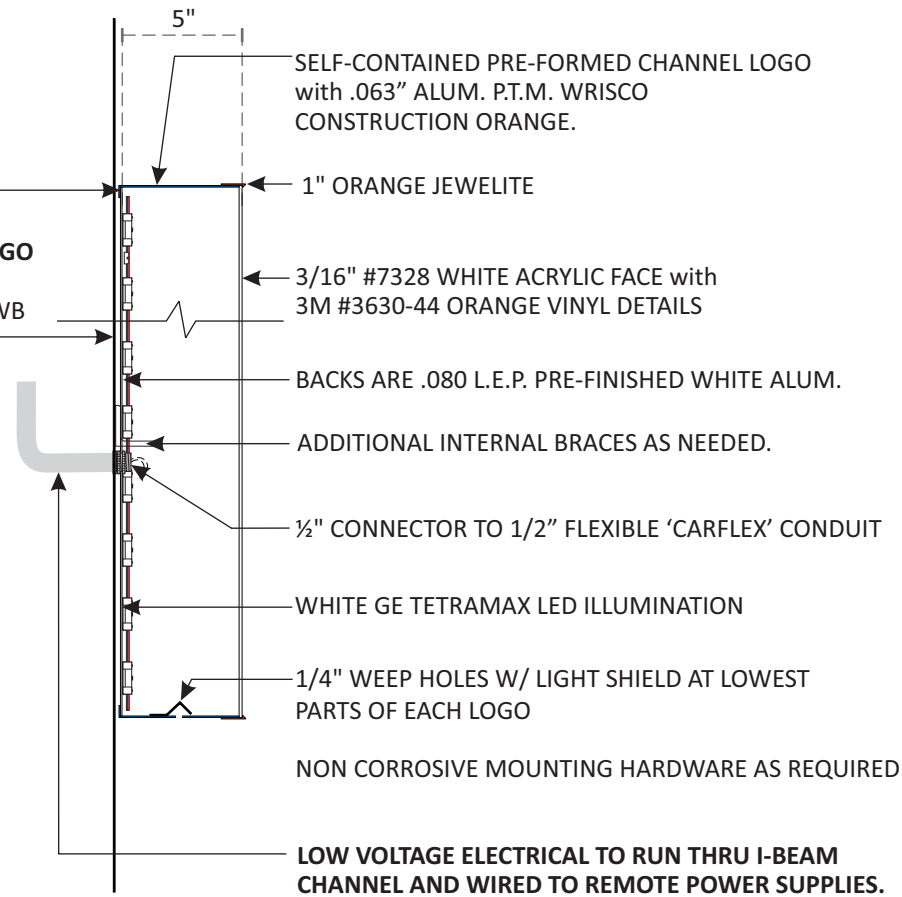 5"
SELF-CONTAINED PRE-FORMED CHANNEL LOGO
with .063” ALUM. P.T.M. WRISCO
CONSTRUCTION ORANGE.
1" ORANGE JEWELITE
GO
WB
3/16" #7328 WHITE ACRYLIC FACE with
3M #3630-44 ORANGE VINYL DETAILS
BACKS ARE .080 L.E.P. PRE-FINISHED WHITE ALUM.
ADDITIONAL INTERNAL BRACES AS NEEDED.
½" CONNECTOR TO 1/2” FLEXIBLE ‘CARFLEX’ CONDUIT
WHITE GE TETRAMAX LED ILLUMINATION
1/4" WEEP HOLES W/ LIGHT SHIELD AT LOWEST
PARTS OF EACH LOGO
NON CORROSIVE MOUNTING HARDWARE AS REQUIRED
LOW VOLTAGE ELECTRICAL TO RUN THRU I-BEAM
CHANNEL AND WIRED TO REMOTE POWER SUPPLIES.